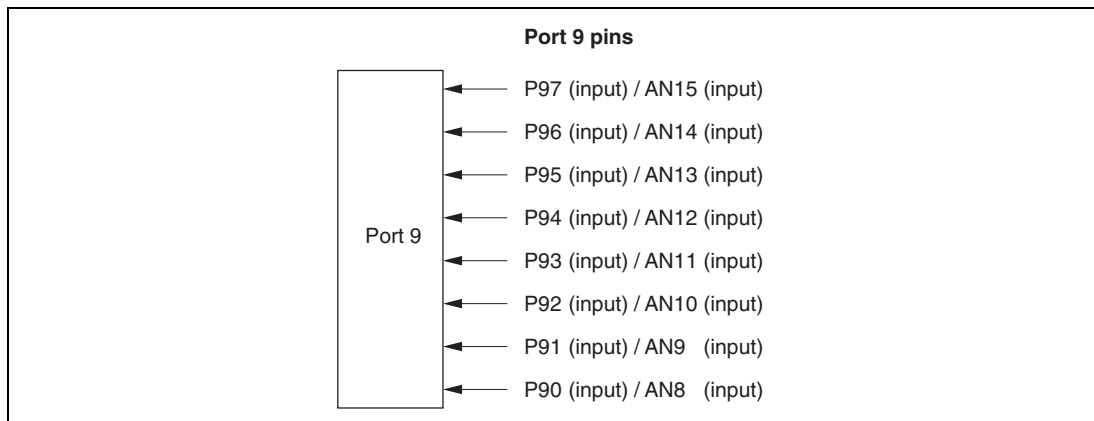 Port 9 pins
P97 (input) / AN15 (input)
P96 (input) / AN14 (input)
P95 (input) / AN13 (input)
P94 (input) / AN12 (input)
Port 9
P93 (input) / AN11 (input)
P92 (input) / AN10 (input)
P91 (input) / AN9 (input)
P90 (input) / AN8 (input)